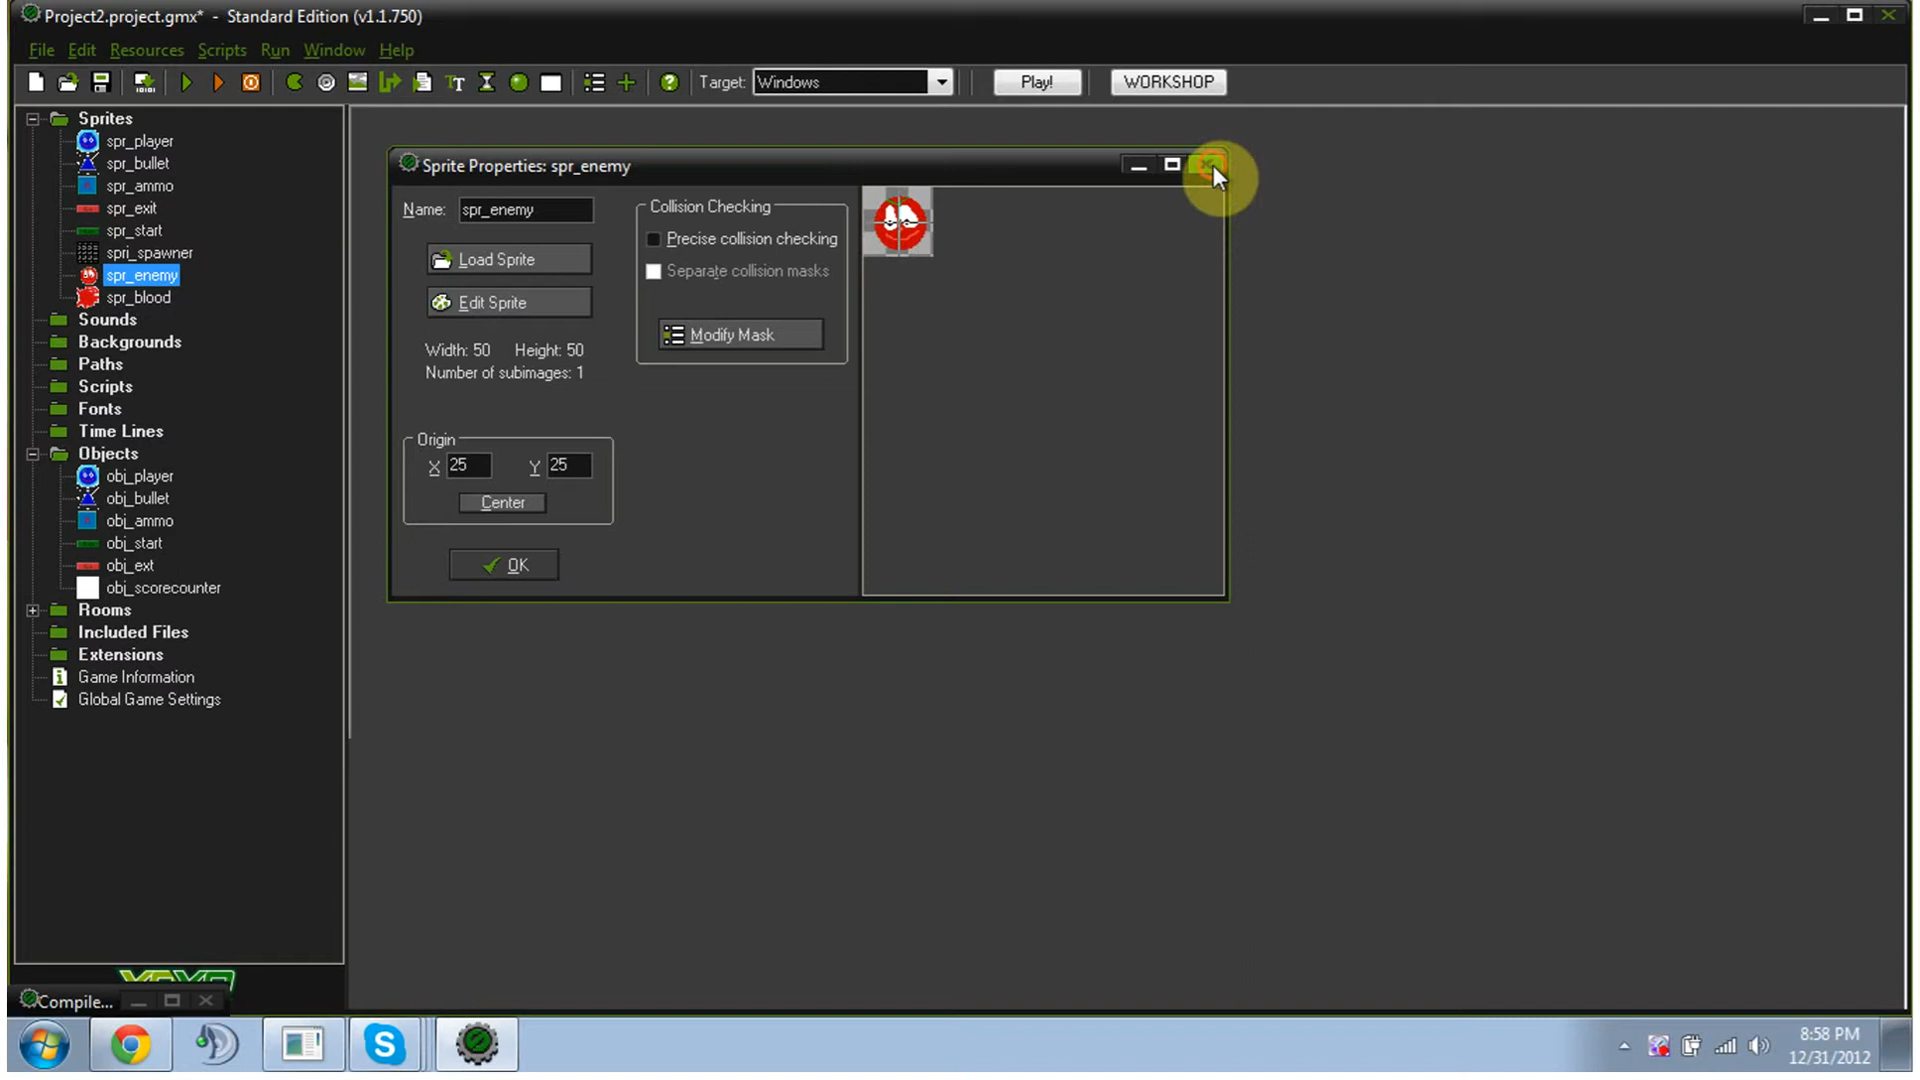 Project2.project.gmx* - Standard Edition (v1.1.750)
File Edit Resources Scripts Run Window Help
Target: Windows Play! WORKSHOP
Sprites
spr_player
spr_bullet
spr_ammo
spr_exit
spr_start
spri_spawner
spr_enemy
spr_blood
Sounds
Backgrounds
Paths
Scripts
Fonts
Time Lines
Objects
obj_player
obj_bullet
obj_ammo
obj_start
obj_ext
obj_scorecounter
Rooms
Included Files
Extensions
Game Information
Global Game Settings
Sprite Properties: spr_enemy
Name: spr_enemy
Load Sprite
Edit Sprite
Width: 50 Height: 50
Number of subimages: 1
Origin
X 25 Y 25
Center
OK
Collision Checking
Precise collision checking
Separate collision masks
Modify Mask
Compile...
8:58 PM
12/31/2012